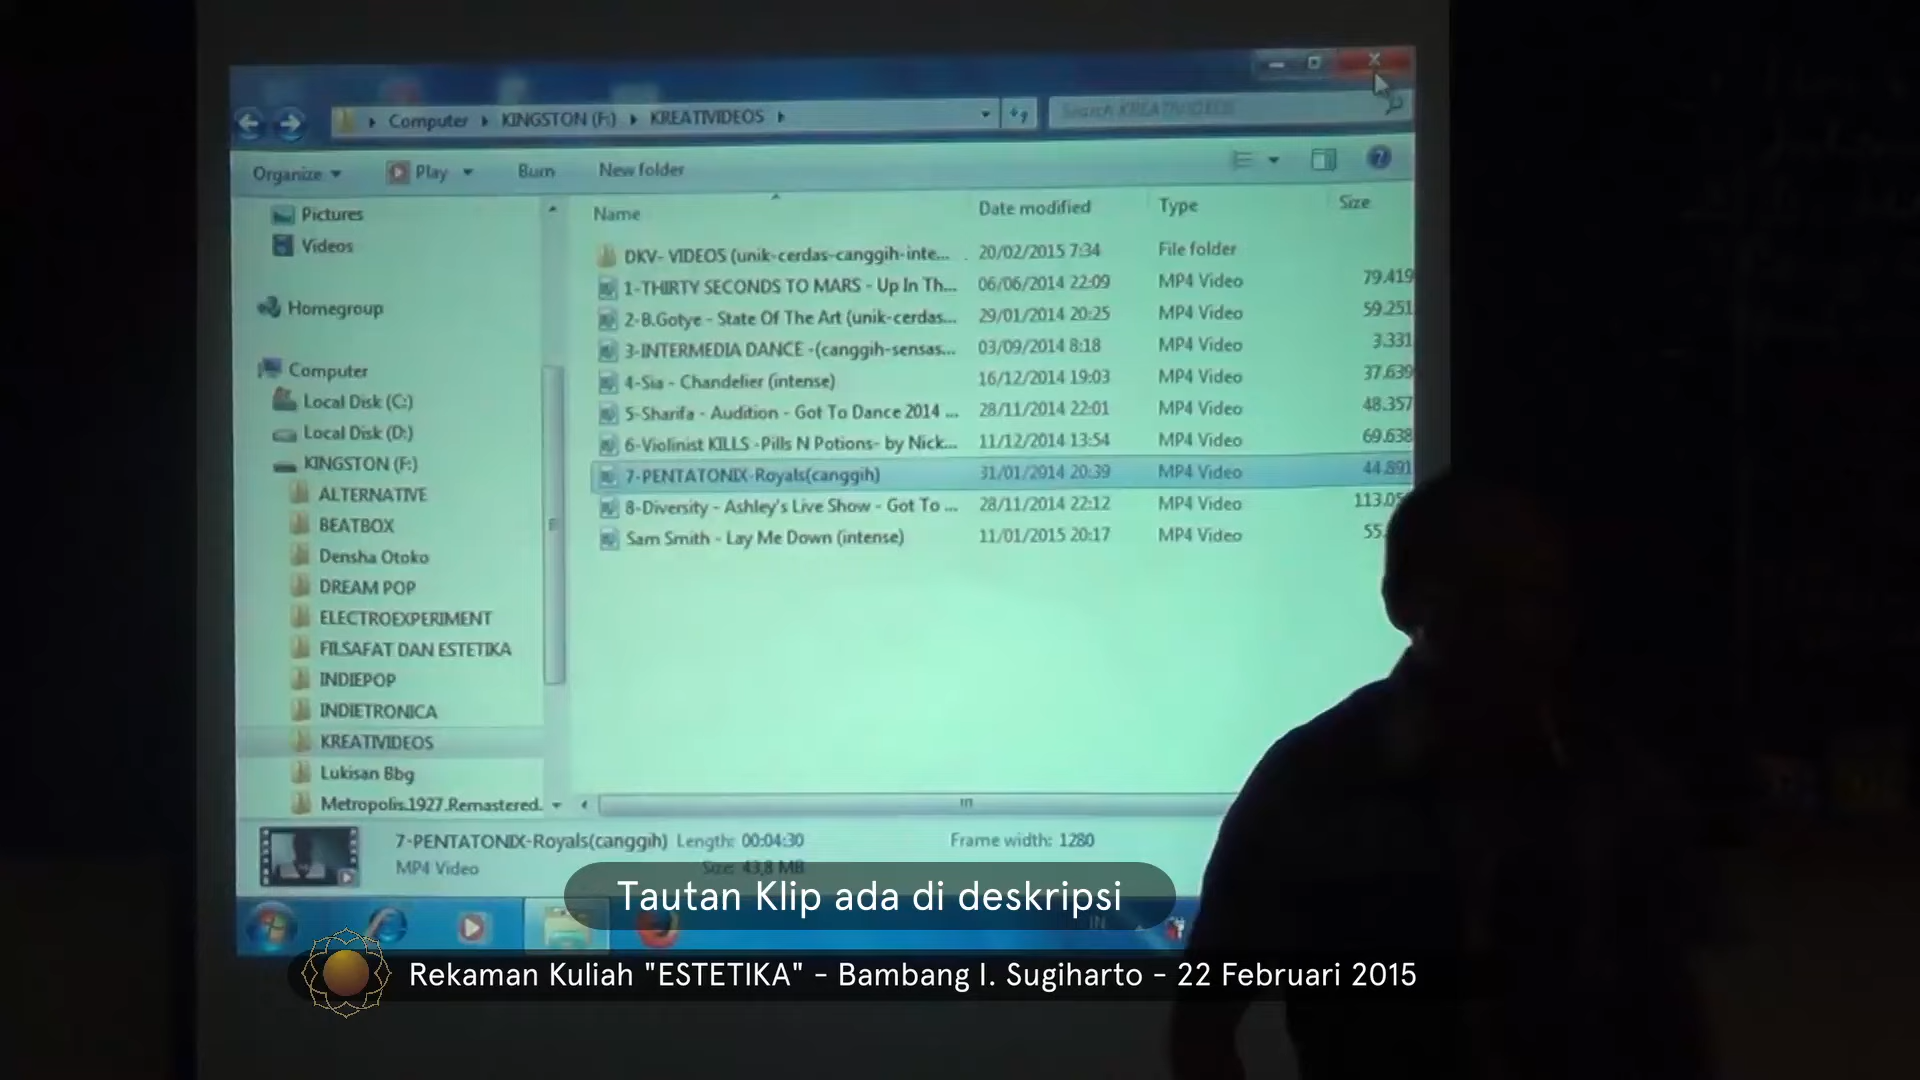 Computer ▸ KINGSTON (F:) ▸ KREATIVIDEOS ▸
Search KREATIVIDEOS
Organize ▾ Play ▾ Burn New folder
Name Date modified Type Size
Pictures
Videos
Homegroup
Computer
Local Disk (C:)
Local Disk (D:)
KINGSTON (F:)
ALTERNATIVE
BEATBOX
Densha Otoko
DREAM POP
ELECTROEXPERIMENT
FILSAFAT DAN ESTETIKA
INDIEPOP
INDIETRONICA
KREATIVIDEOS
Lukisan Bbg
Metropolis.1927.Remastered.
DKV- VIDEOS (unik-cerdas-canggih-inte... 20/02/2015 7:34 File folder
1-THIRTY SECONDS TO MARS - Up In Th... 06/06/2014 22:09 MP4 Video 79.419
2-B.Gotye - State Of The Art (unik-cerdas... 29/01/2014 20:25 MP4 Video 59.251
3-INTERMEDIA DANCE -(canggih-sensas... 03/09/2014 8:18 MP4 Video 3.331
4-Sia - Chandelier (intense) 16/12/2014 19:03 MP4 Video 37.639
5-Sharifa - Audition - Got To Dance 2014 ... 28/11/2014 22:01 MP4 Video 48.357
6-Violinist KILLS -Pills N Potions- by Nick... 11/12/2014 13:54 MP4 Video 69.638
7-PENTATONIX-Royals(canggih) 31/01/2014 20:39 MP4 Video 44.891
8-Diversity - Ashley's Live Show - Got To ... 28/11/2014 22:12 MP4 Video 113.05
Sam Smith - Lay Me Down (intense) 11/01/2015 20:17 MP4 Video 55.
7-PENTATONIX-Royals(canggih) Length: 00:04:30 Frame width: 1280
MP4 Video Size: 43,8 MB
Tautan Klip ada di deskripsi
IN
Rekaman Kuliah "ESTETIKA" - Bambang I. Sugiharto - 22 Februari 2015